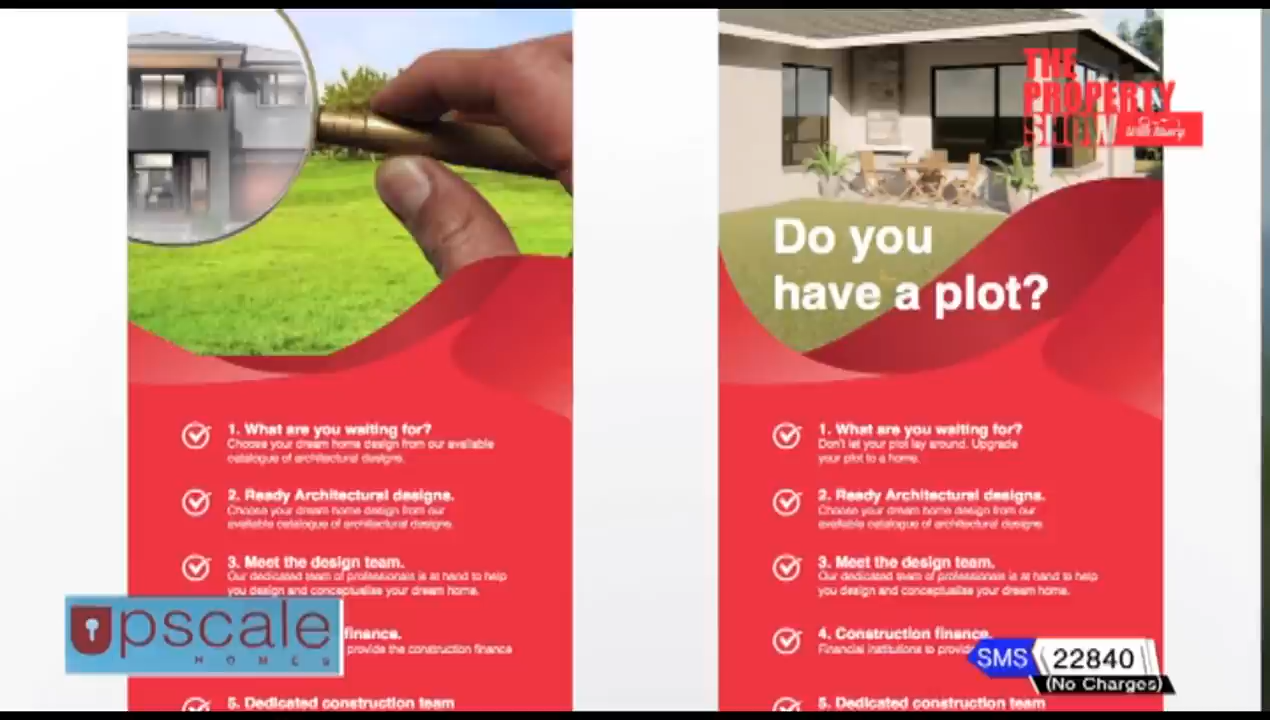 THE
PROPERTY
SHOW
With Nancy
Do you
have a plot?
1. What are you waiting for?
Choose your dream home design from our available
catalogue of architectural designs.
2. Ready Architectural designs.
Choose your dream home design from our
available catalogue of architectural designs.
3. Meet the design team.
Our dedicated team of professionals is at hand to help
you design and conceptualise your dream home.
finance.
provide the construction finance
5. Dedicated construction team
1. What are you waiting for?
Don't let your plot lay around. Upgrade
your plot to a home.
2. Ready Architectural designs.
Choose your dream home design from our
available catalogue of architectural designs.
3. Meet the design team.
Our dedicated team of professionals is at hand to help
you design and conceptualise your dream home.
4. Construction finance.
Financial institutions to provide
5. Dedicated construction team
Upscale
HOMES
SMS 22840
(No Charges)